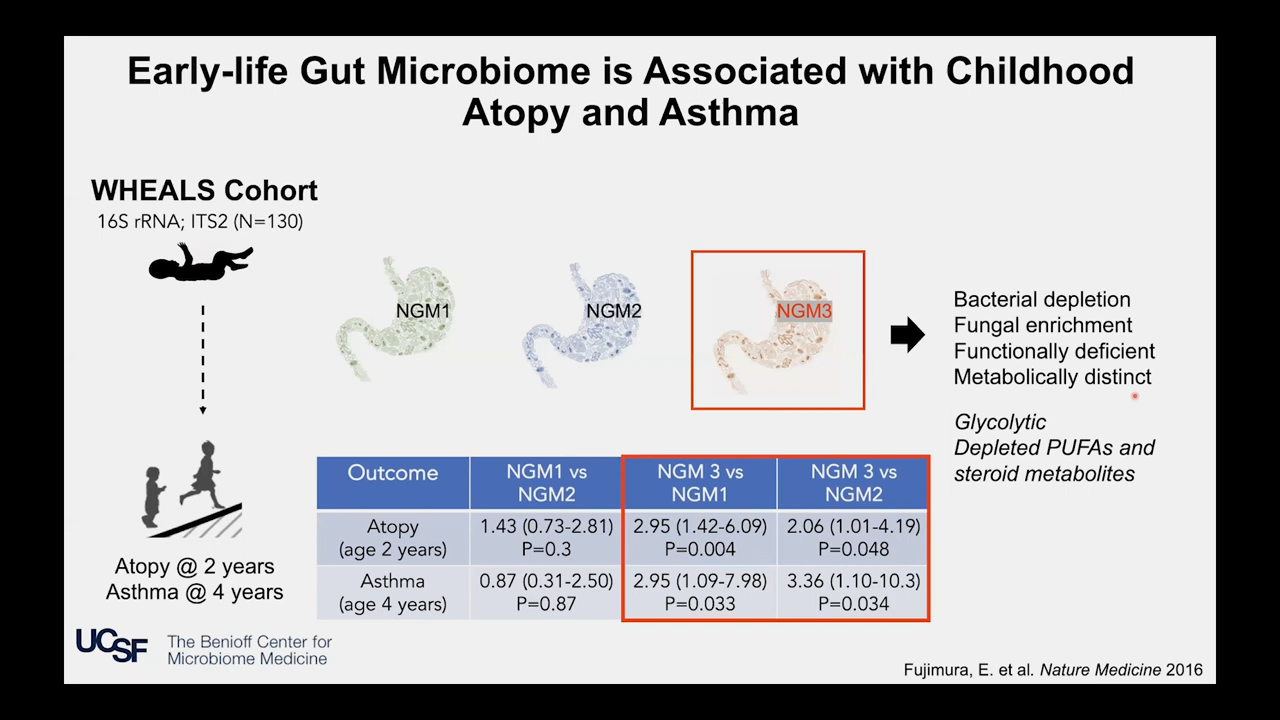 Early-life Gut Microbiome is Associated with Childhood
Atopy and Asthma
WHEALS Cohort
16S rRNA; ITS2 (N=130)
NGM1
NGM2
NGM3
Bacterial depletion
Fungal enrichment
Functionally deficient
Metabolically distinct
Glycolytic
Depleted PUFAs and
steroid metabolites
Atopy @ 2 years
Asthma @ 4 years
Outcome
NGM1 vs
NGM2
NGM 3 vs
NGM1
NGM 3 vs
NGM2
Atopy
(age 2 years)
1.43 (0.73-2.81)
P=0.3
2.95 (1.42-6.09)
P=0.004
2.06 (1.01-4.19)
P=0.048
Asthma
(age 4 years)
0.87 (0.31-2.50)
P=0.87
2.95 (1.09-7.98)
P=0.033
3.36 (1.10-10.3)
P=0.034
UCSF
The Benioff Center for
Microbiome Medicine
Fujimura, E. et al. Nature Medicine 2016